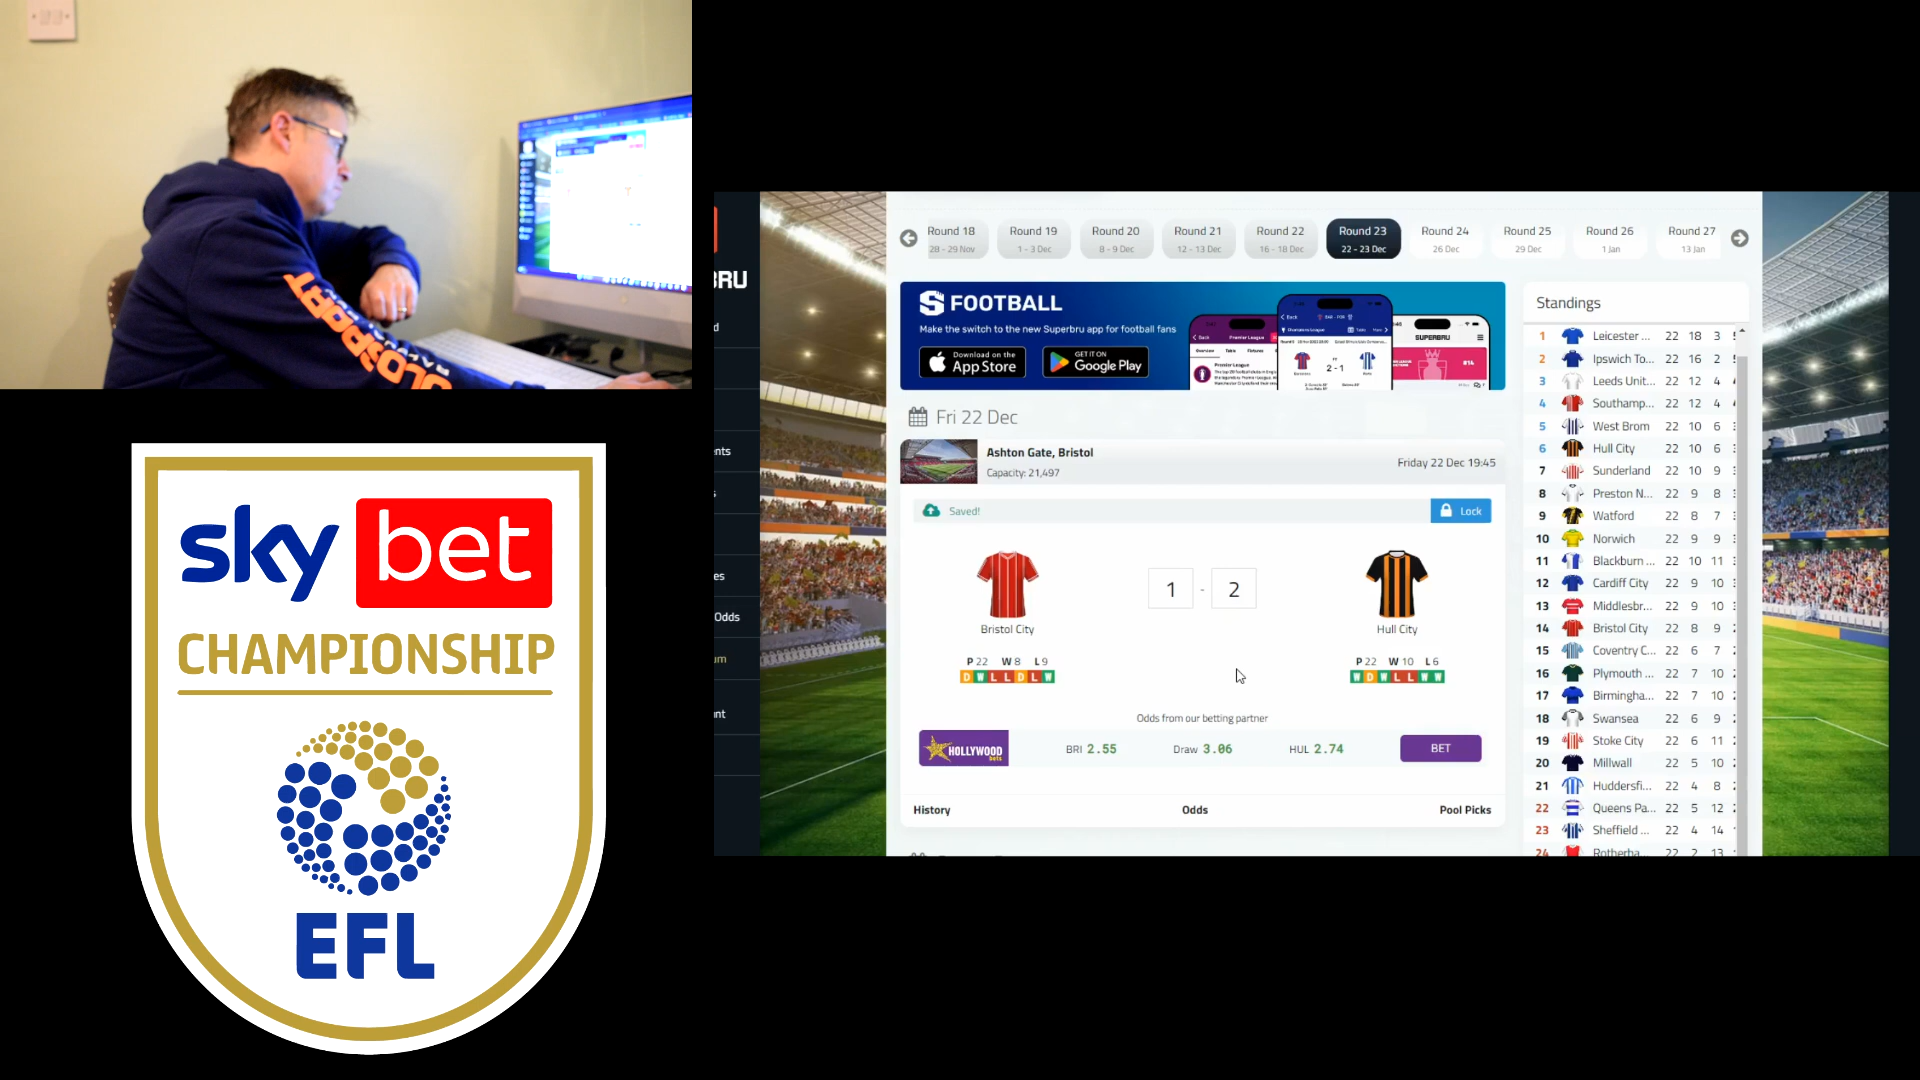 sky bet
CHAMPIONSHIP
EFL
BRU
Odds
Round 18
28 - 29 Nov
Round 19
1 - 3 Dec
Round 20
8 - 9 Dec
Round 21
12 - 13 Dec
Round 22
16 - 18 Dec
Round 23
22 - 23 Dec
Round 24
26 Dec
Round 25
29 Dec
Round 26
1 Jan
Round 27
13 Jan
S FOOTBALL
Make the switch to the new Superbru app for football fans
Download on the
App Store
GET IT ON
Google Play
SUPERBRU
2 - 1
Fri 22 Dec
Ashton Gate, Bristol
Capacity: 21,497
Friday 22 Dec 19:45
Saved!
Lock
1 - 2
Bristol City
Hull City
P 22 W 8 L 9
P 22 W 10 L 6
D W L L D L W
W D W L L W W
Odds from our betting partner
HOLLYWOOD
bets
BRI 2.55
Draw 3.06
HUL 2.74
BET
History
Odds
Pool Picks
Standings
1 Leicester ... 22 18 3
2 Ipswich To... 22 16 2
3 Leeds Unit... 22 12 4
4 Southamp... 22 12 4
5 West Brom 22 10 6
6 Hull City 22 10 6
7 Sunderland 22 10 9
8 Preston N... 22 9 8
9 Watford 22 8 7
10 Norwich 22 9 9
11 Blackburn ... 22 10 11
12 Cardiff City 22 9 10
13 Middlesbr... 22 9 10
14 Bristol City 22 8 9
15 Coventry C... 22 6 7
16 Plymouth ... 22 7 10
17 Birmingha... 22 7 10
18 Swansea 22 6 9
19 Stoke City 22 6 11
20 Millwall 22 5 10
21 Huddersfi... 22 4 8
22 Queens Pa... 22 5 12
23 Sheffield ... 22 4 14
24 Rotherha... 22 2 13